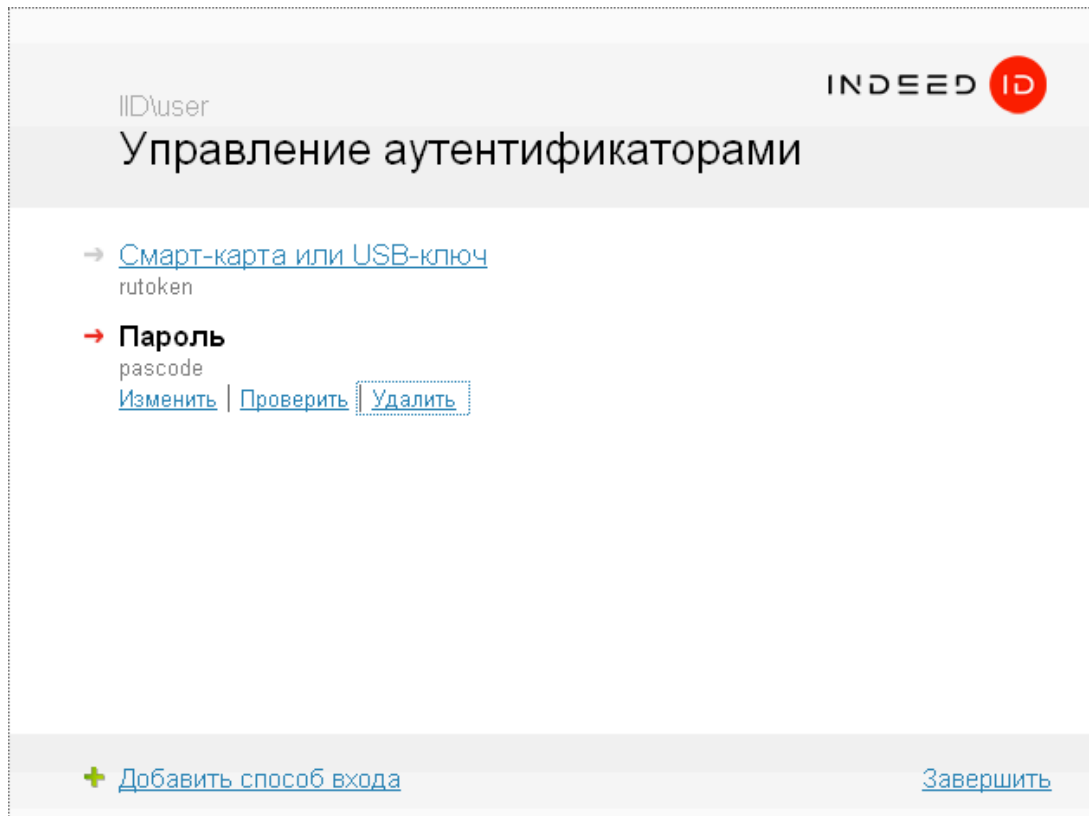 INDEED ID
IID\user
Управление аутентификаторами
Смарт-карта или USB-ключ
rutoken
Пароль
pascode
Изменить | Проверить | Удалить
Добавить способ входа
Завершить